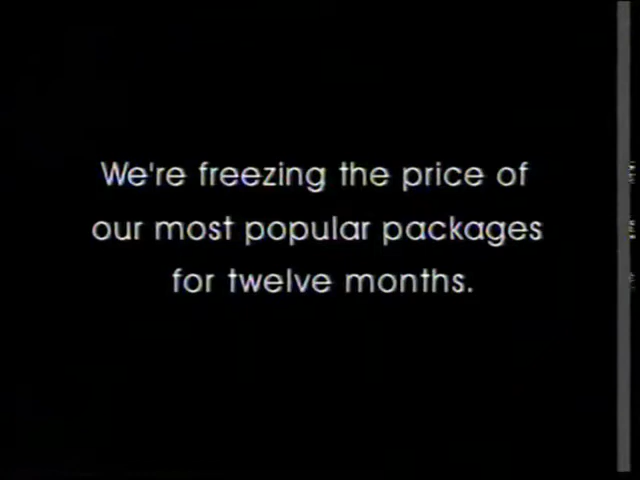 We're freezing the price of
our most popular packages
for twelve months.